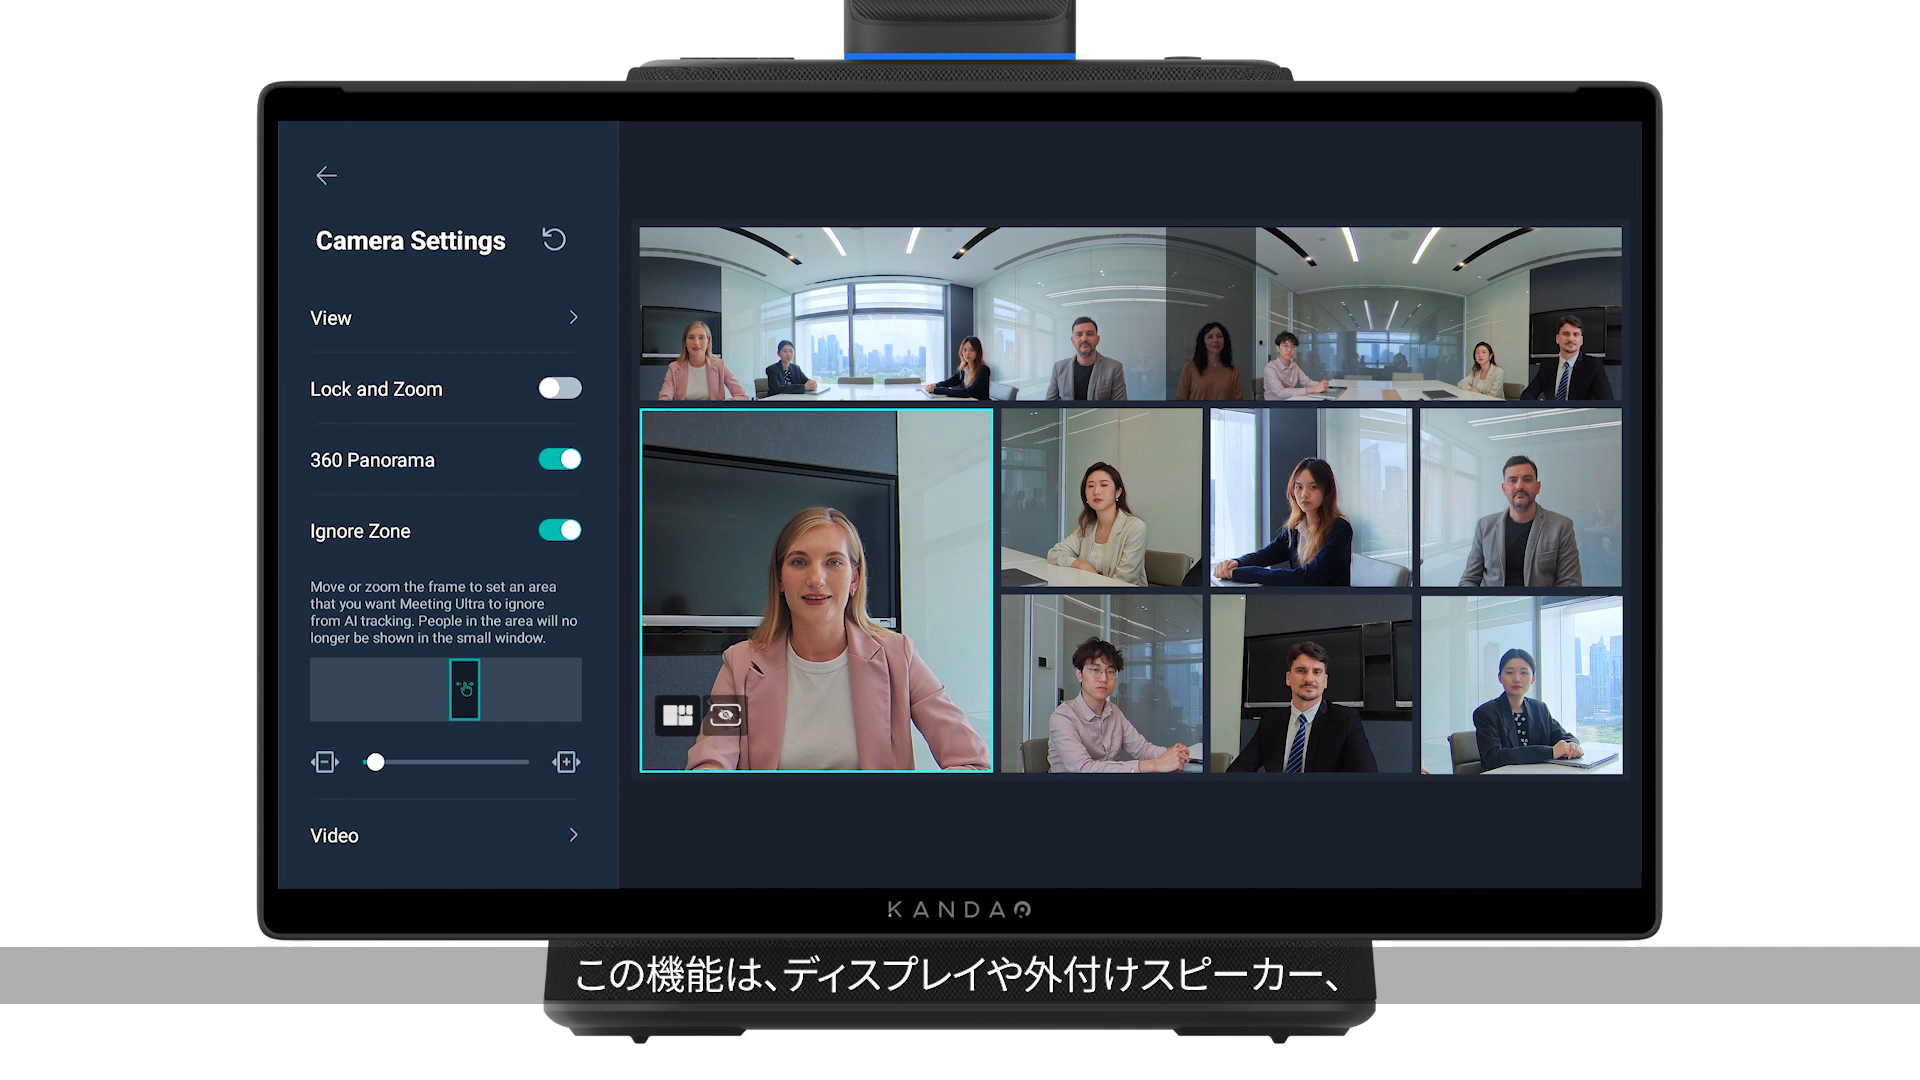 Camera Settings
View
Lock and Zoom
360 Panorama
Ignore Zone
Move or zoom the frame to set an area
that you want Meeting Ultra to ignore
from AI tracking. People in the area will no
longer be shown in the small window.
Video
KANDAO
この機能は、ディスプレイや外付けスピーカー、